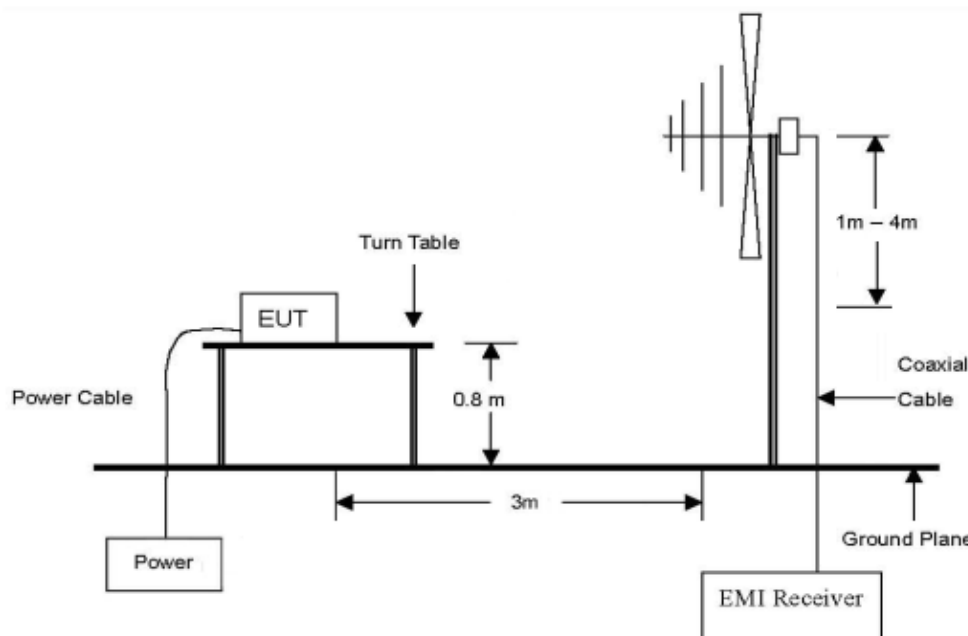 1m – 4m
Turn Table
EUT
Coaxial
Cable
Power Cable
0.8 m
3m
Ground Plane
Power
EMI Receiver